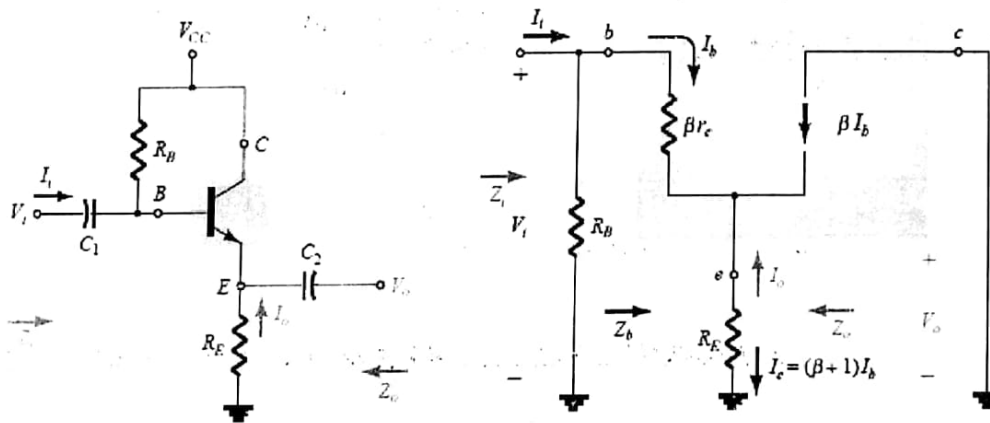 V_CC
R_B
C
I_i
B
V_i
C_1
C_2
E
V_o
I_o
R_E
Z_o
I_i
b
I_b
c
+
βr_e
βI_b
Z_i
V_i
R_B
e
I_o
+
Z_b
R_E
Z_o
V_o
I_e = (β + 1)I_b
−
−